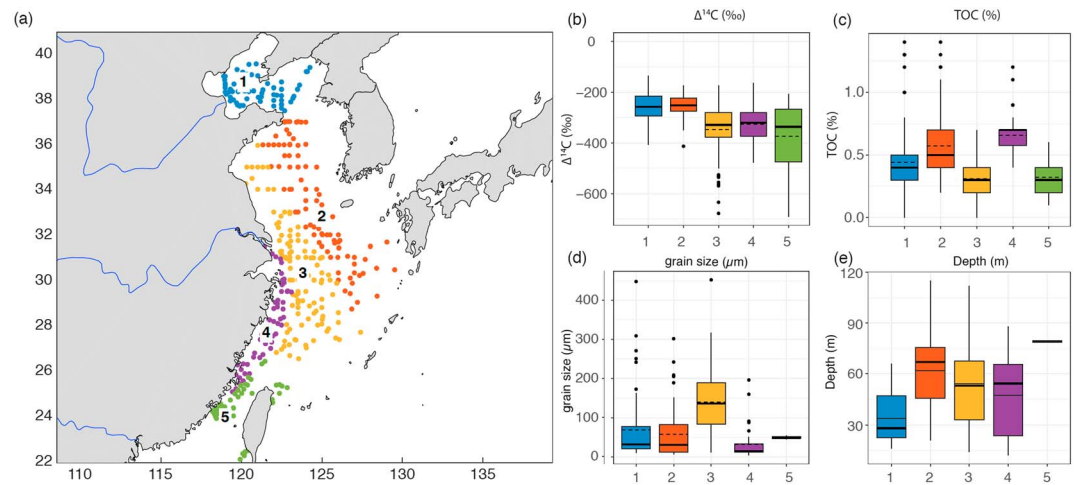 (a)
40
38
36
34
32
30
28
26
24
22
110
115
120
125
130
135
1
2
3
4
5
(b)
Δ¹⁴C (‰)
Δ¹⁴C (‰)
0
−200
−400
−600
1 2 3 4 5
(c)
TOC (%)
TOC (%)
1.0
0.5
0.0
1 2 3 4 5
(d)
grain size (μm)
grain size (μm)
400
300
200
100
0
1 2 3 4 5
(e)
Depth (m)
Depth (m)
120
90
60
30
1 2 3 4 5